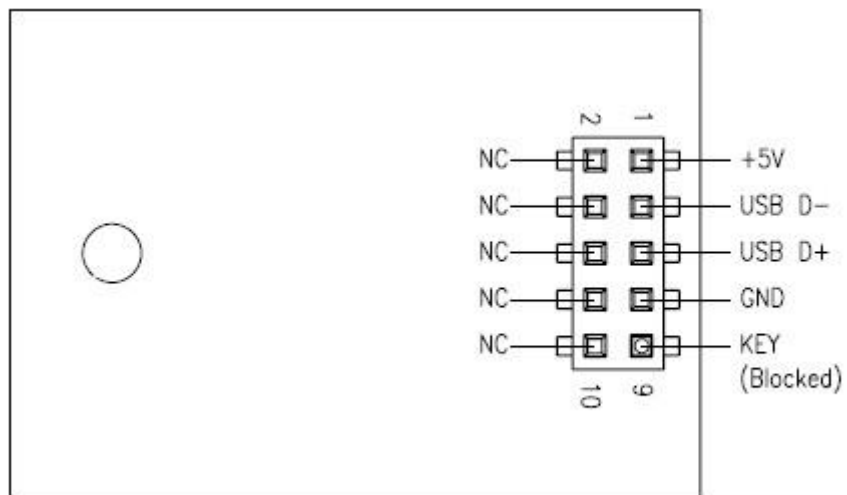 2 1
NC +5V
NC USB D-
NC USB D+
NC GND
NC KEY
(Blocked)
10 9